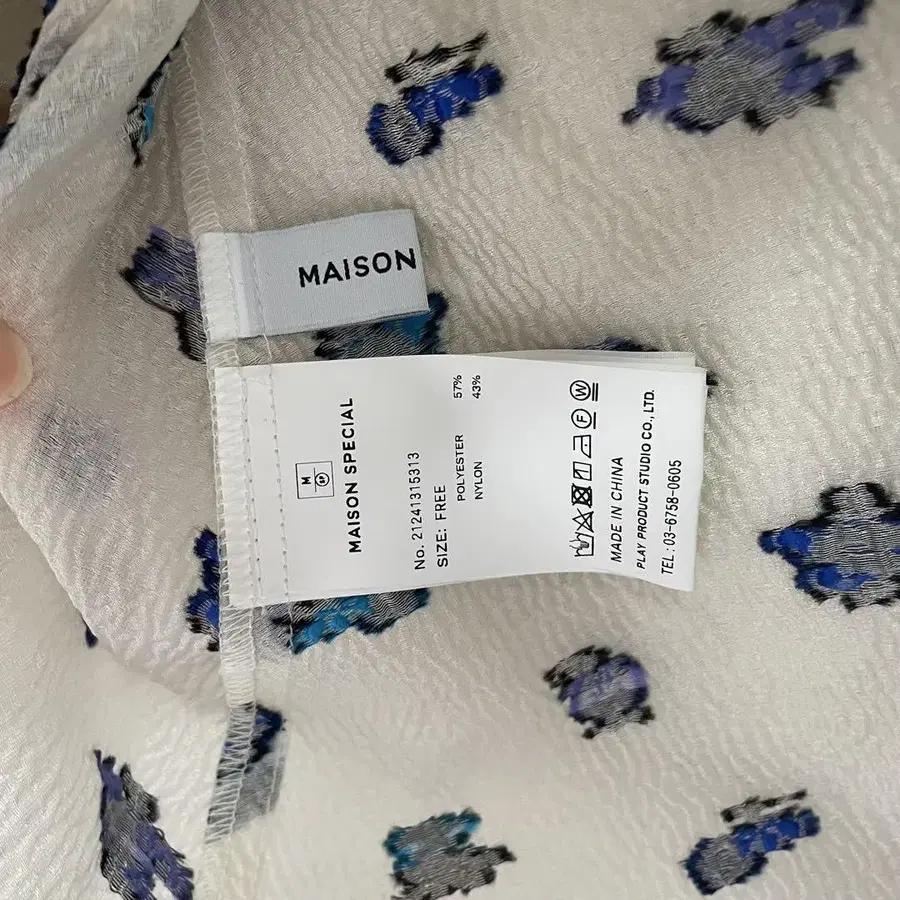 MAISON
M
SP
MAISON SPECIAL
No. 21241315313
SIZE: FREE
POLYESTER 57%
NYLON 43%
F W
MADE IN CHINA
PLAY PRODUCT STUDIO CO., LTD.
TEL: 03-6758-0605